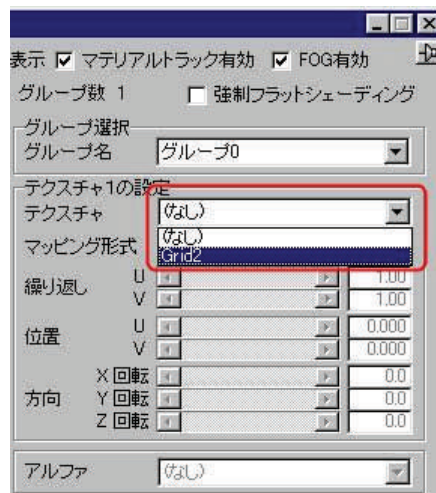 表示 マテリアルトラック有効 FOG有効
グループ数 1 強制フラットシェーディング
グループ選択
グループ名 グループ0
テクスチャ1の設定
テクスチャ (なし)
(なし)
マッピング形式 Grid2
繰り返し U 1.00
V 1.00
位置 U 0.000
V 0.000
X 回転 0.0
方向 Y 回転 0.0
Z 回転 0.0
アルファ (なし)